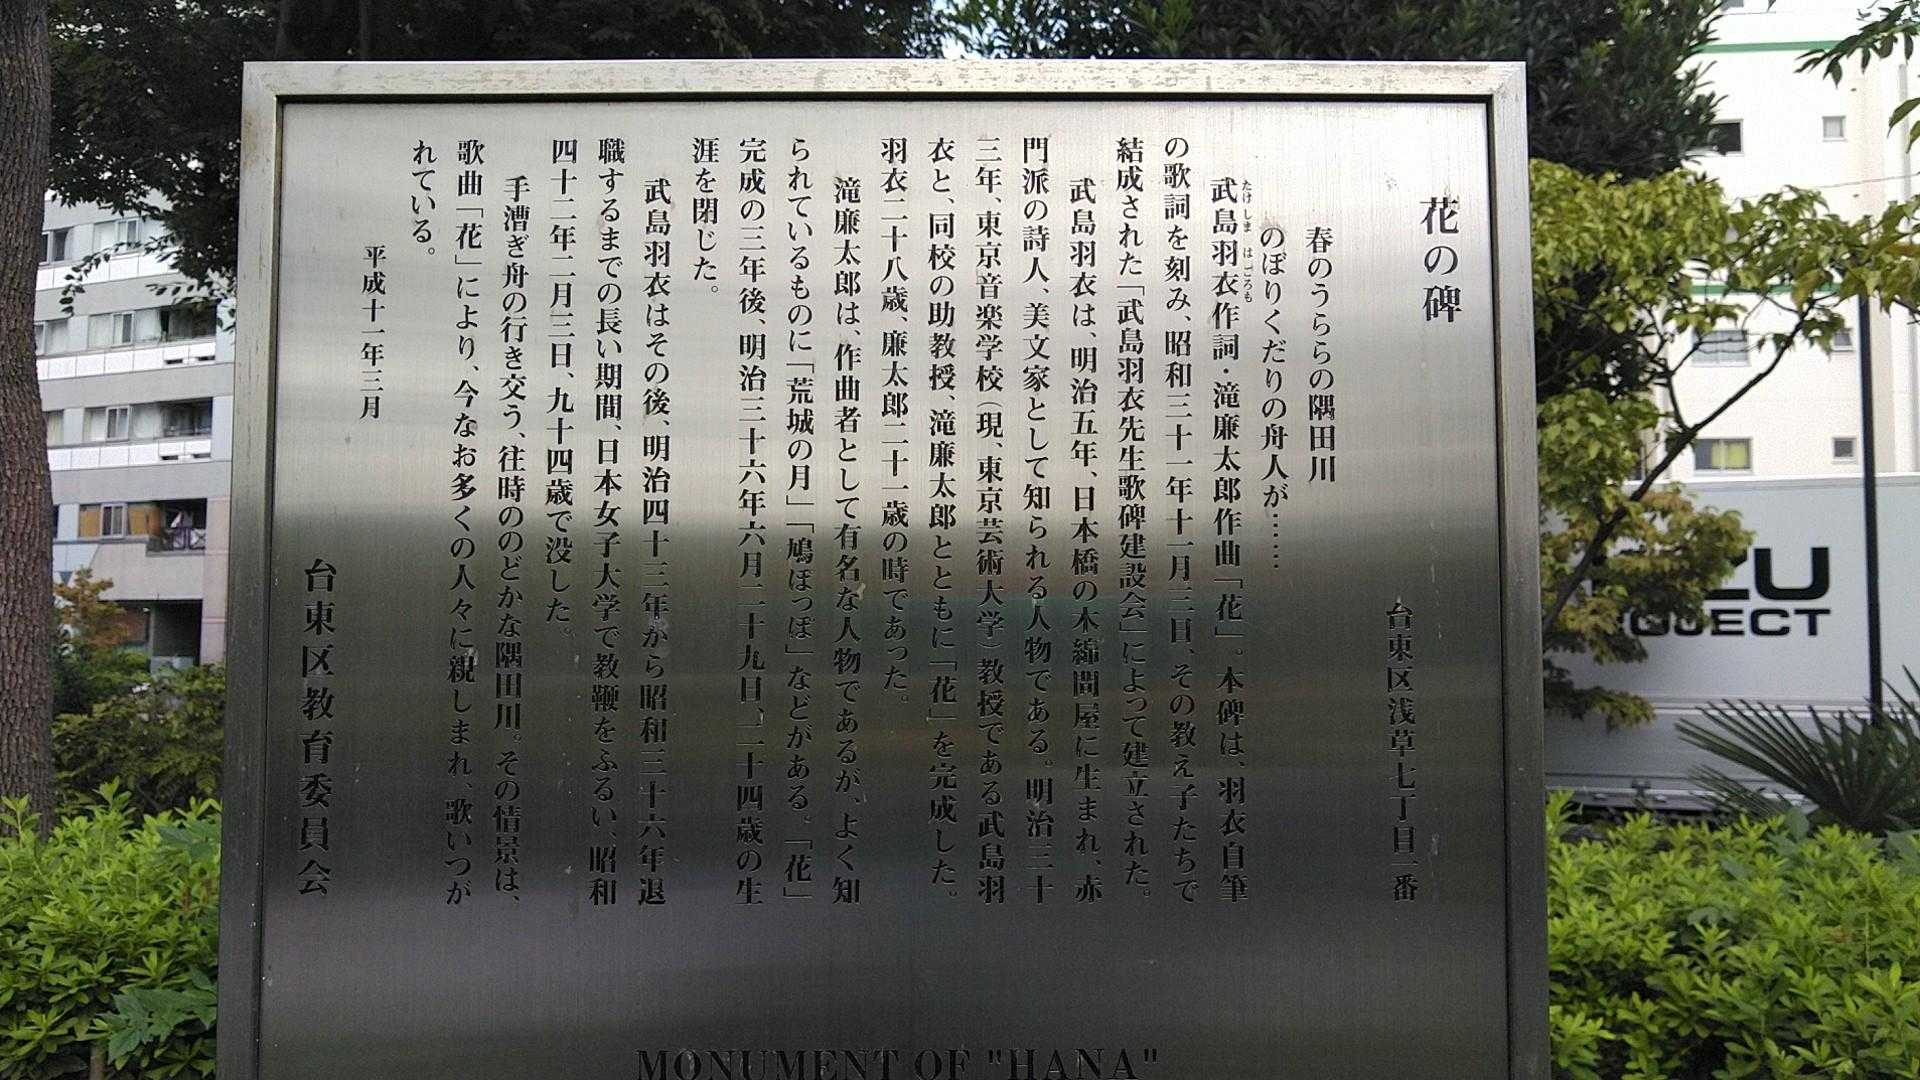 花の碑
台東区浅草七丁目一番
春のうららの隅田川
のぼりくだりの舟人が……
武島羽衣作詞・滝廉太郎作曲「花」。本碑は、羽衣自筆
たけしま はごろも
の歌詞を刻み、昭和三十一年十一月三日、その教え子たちで
結成された「武島羽衣先生歌碑建設会」によって建立された。
武島羽衣は、明治五年、日本橋の木綿問屋に生まれ、赤
門派の詩人、美文家として知られる人物である。明治三十
三年、東京音楽学校（現、東京芸術大学）教授である武島羽
衣と、同校の助教授、滝廉太郎とともに「花」を完成した。
羽衣二十八歳、廉太郎二十一歳の時であった。
滝廉太郎は、作曲者として有名な人物であるが、よく知
られているものに「荒城の月」「鳩ぽっぽ」などがある。「花」
完成の三年後、明治三十六年六月二十九日、二十四歳の生
涯を閉じた。
武島羽衣はその後、明治四十三年から昭和三十六年退
職するまでの長い期間、日本女子大学で教鞭をふるい、昭和
四十二年二月三日、九十四歳で没した。
手漕ぎ舟の行き交う、往時ののどかな隅田川。その情景は、
歌曲「花」により、今なお多くの人々に親しまれ、歌いつが
れている。
平成十一年三月
台東区教育委員会
MONUMENT OF "HANA"